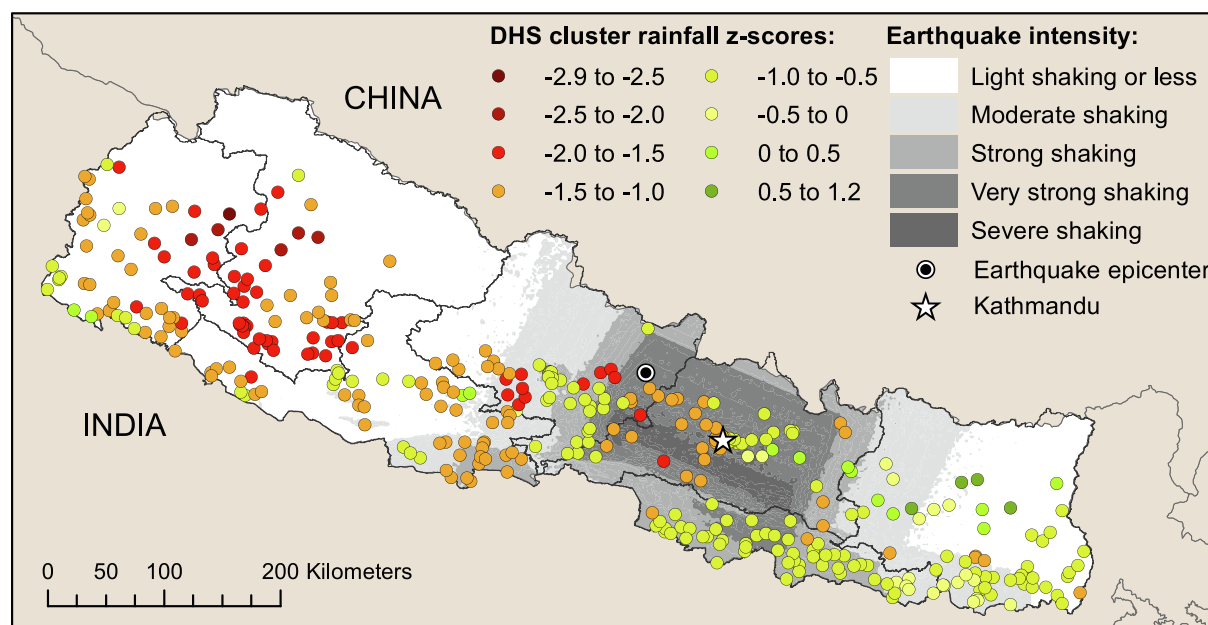 DHS cluster rainfall z-scores:
-2.9 to -2.5
-2.5 to -2.0
-2.0 to -1.5
-1.5 to -1.0
-1.0 to -0.5
-0.5 to 0
0 to 0.5
0.5 to 1.2
Earthquake intensity:
Light shaking or less
Moderate shaking
Strong shaking
Very strong shaking
Severe shaking
Earthquake epicenter
Kathmandu
CHINA
INDIA
0 50 100 200 Kilometers